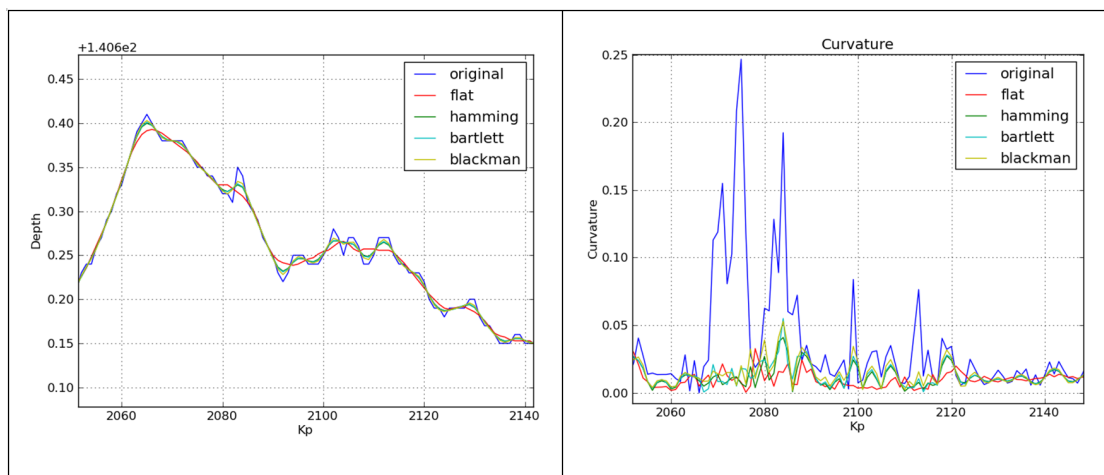 +1.406e2
0.45
0.40
0.35
0.30
0.25
0.20
0.15
0.10
Depth
2060
2080
2100
2120
2140
Kp
original
flat
hamming
bartlett
blackman
Curvature
0.25
0.20
0.15
0.10
0.05
0.00
Curvature
2060
2080
2100
2120
2140
Kp
original
flat
hamming
bartlett
blackman